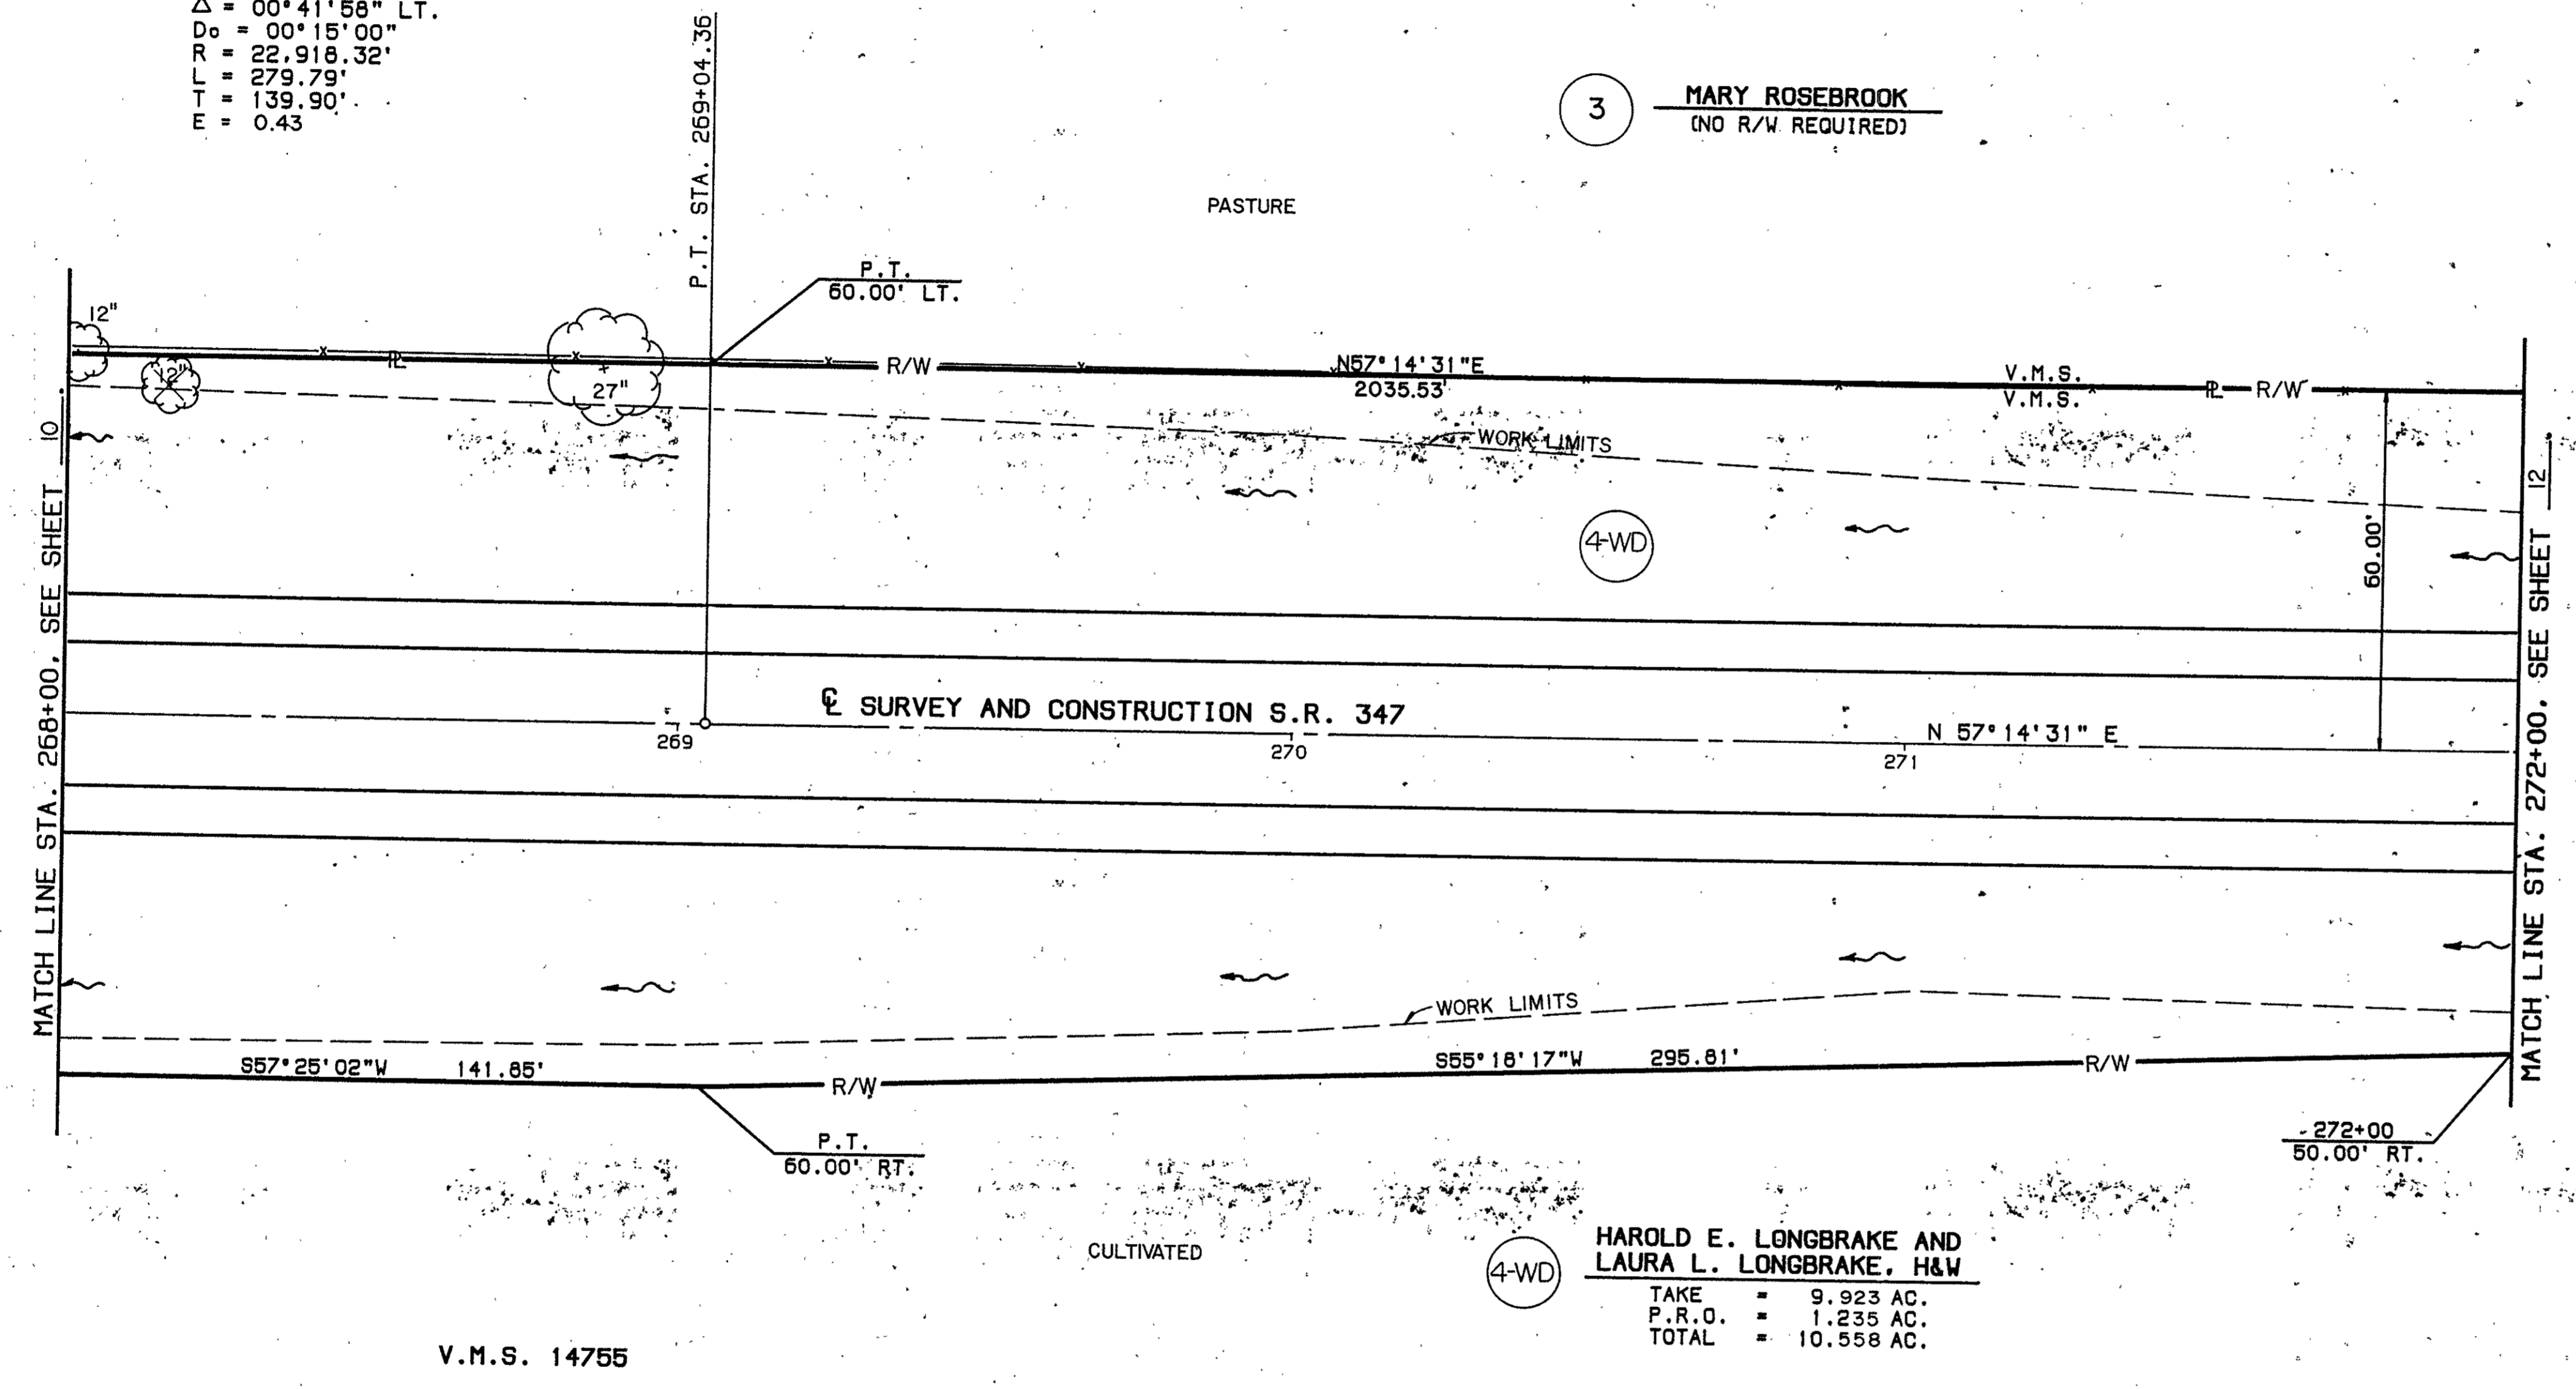 Δ = 00°41'58" LT.
Dc = 00°15'00"
R = 22,918.32'
L = 279.79'
T = 139.90'
E = 0.43
P.T. STA. 269+04.36
3
MARY ROSEBROOK
(NO R/W REQUIRED)
PASTURE
P.T.
60.00' LT.
12"
12"
27"
PL
R/W
N57°14'31"E
2035.53'
V.M.S.
V.M.S.
PL
R/W
WORK LIMITS
4-WD
60.00'
MATCH LINE STA. 268+00, SEE SHEET 10
MATCH LINE STA. 272+00, SEE SHEET 12
CL SURVEY AND CONSTRUCTION S.R. 347
N 57°14'31" E
269
270
271
WORK LIMITS
S57°25'02"W 141.85'
R/W
S55°18'17"W 295.81'
R/W
P.T.
60.00' RT.
272+00
50.00' RT.
CULTIVATED
4-WD
HAROLD E. LONGBRAKE AND
LAURA L. LONGBRAKE, H&W
TAKE = 9.923 AC.
P.R.O. = 1.235 AC.
TOTAL = 10.558 AC.
V.M.S. 14755